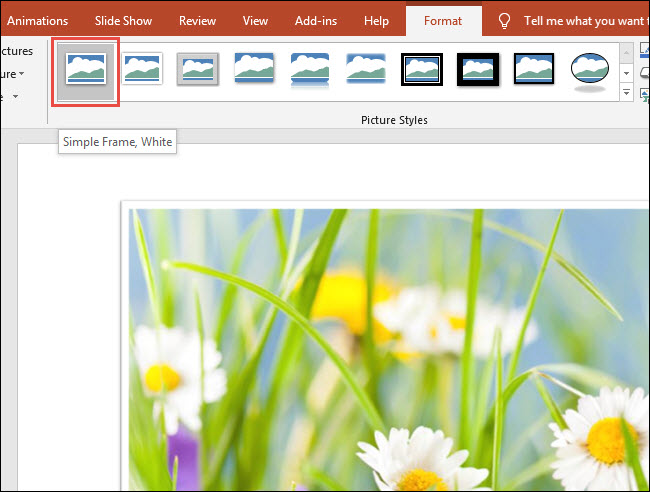 Animations Slide Show Review View Add-ins Help Format Tell me what you want t
ctures
ure
e
Picture Styles
Simple Frame, White